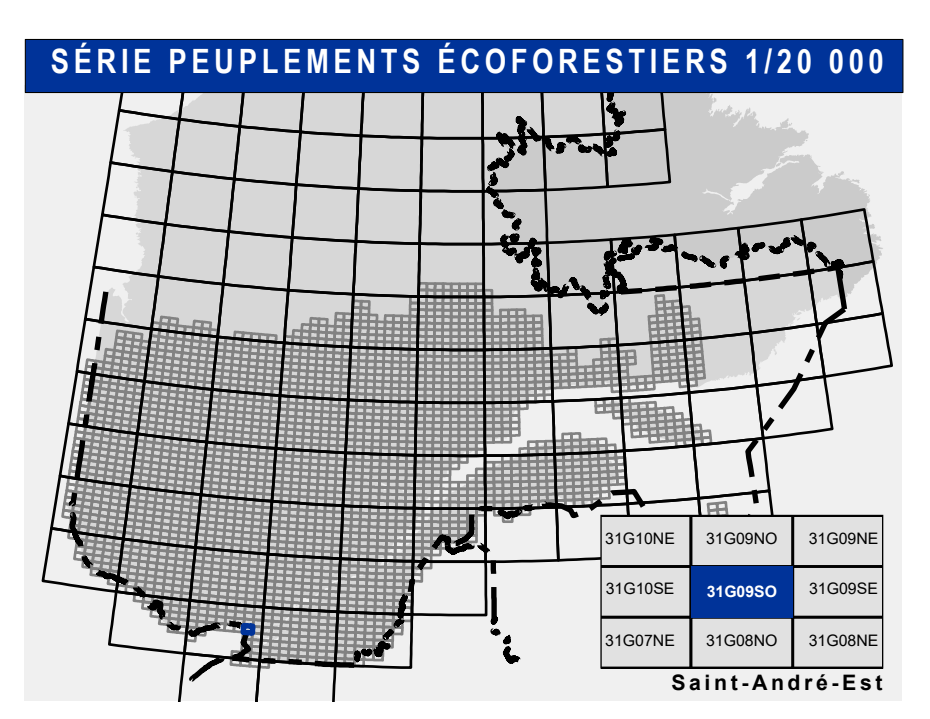 SÉRIE PEUPLEMENTS ÉCOFORESTIERS 1/20 000
31G10NE 31G09NO 31G09NE
31G10SE 31G09SO 31G09SE
31G07NE 31G08NO 31G08NE
Saint-André-Est